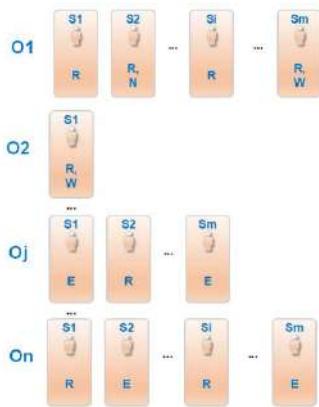 S1 S2 Si Sm
O1 ... ...
R R, N R R, W
S1
O2
R, W
...
S1 S2 Sm
Oj ...
E R E
...
S1 S2 Si Sm
On ... ...
R E R E